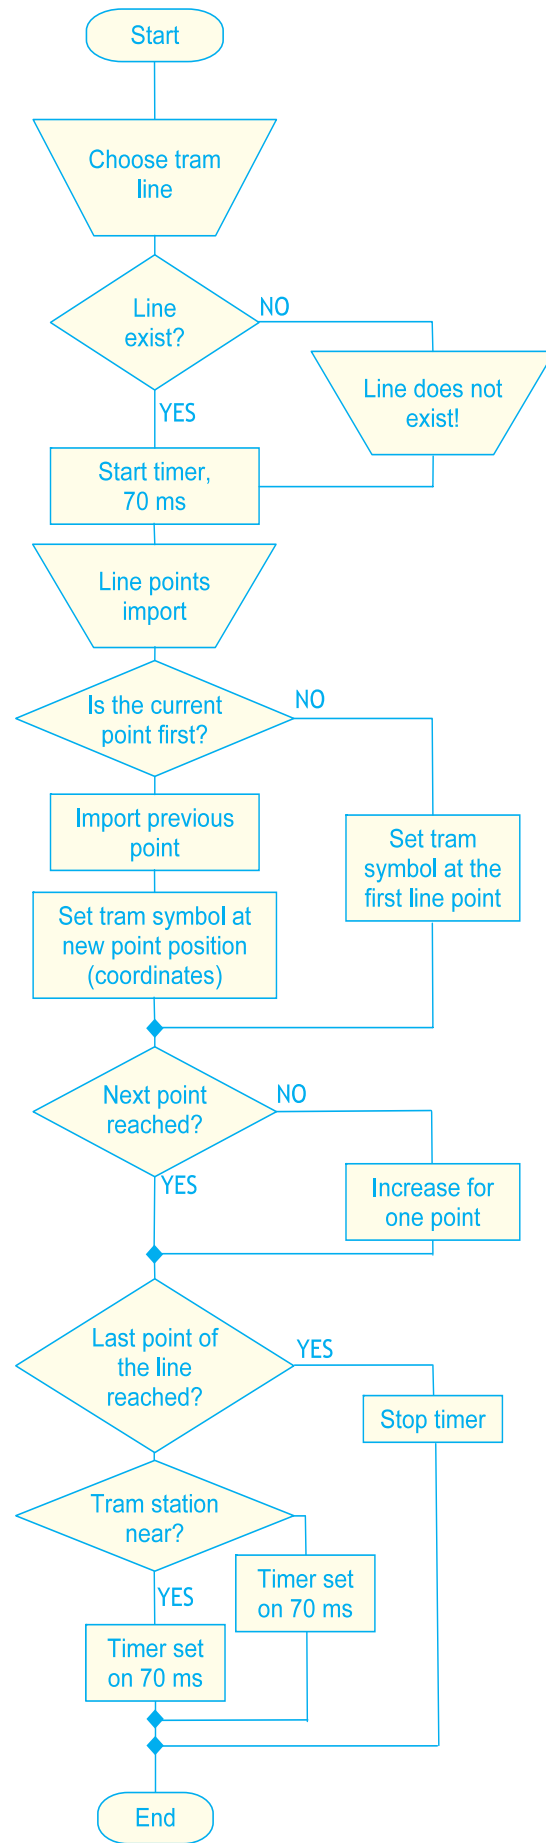 Start
Choose tram
line
Line
exist?
NO
Line does not
exist!
YES
Start timer,
70 ms
Line points
import
Is the current
point first?
NO
Import previous
point
Set tram
symbol at the
first line point
Set tram symbol at
new point position
(coordinates)
Next point
reached?
NO
YES
Increase for
one point
Last point of
the line
reached?
YES
Stop timer
Tram station
near?
YES
Timer set
on 70 ms
Timer set
on 70 ms
End